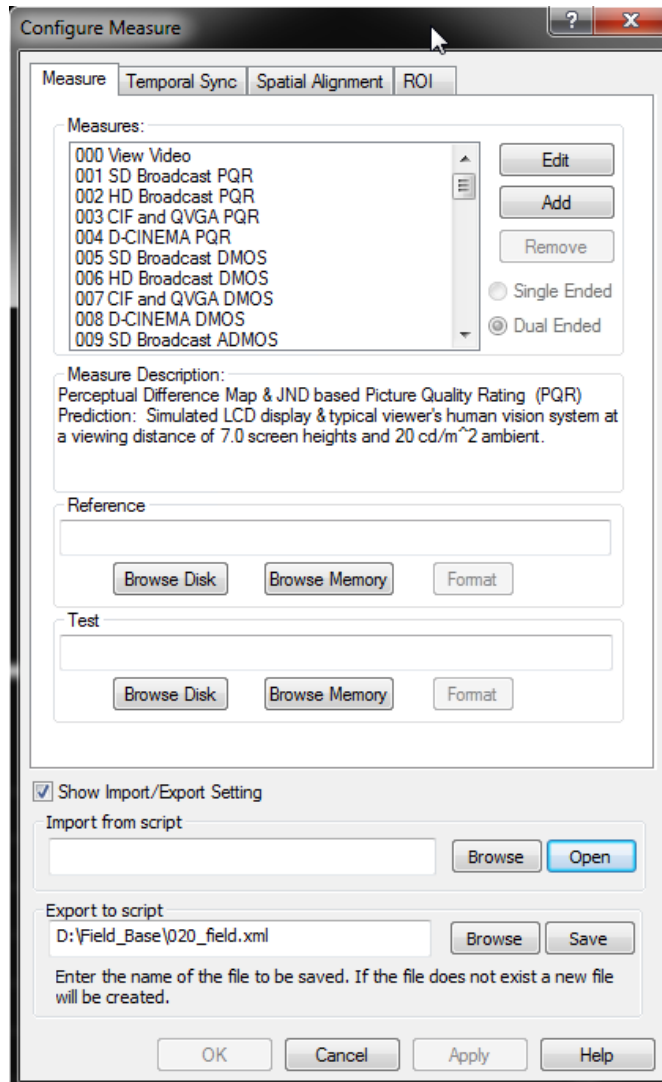 Configure Measure
Measure Temporal Sync Spatial Alignment ROI
Measures:
000 View Video
001 SD Broadcast PQR
002 HD Broadcast PQR
003 CIF and QVGA PQR
004 D-CINEMA PQR
005 SD Broadcast DMOS
006 HD Broadcast DMOS
007 CIF and QVGA DMOS
008 D-CINEMA DMOS
009 SD Broadcast ADMOS
Edit
Add
Remove
Single Ended
Dual Ended
Measure Description:
Perceptual Difference Map & JND based Picture Quality Rating (PQR)
Prediction: Simulated LCD display & typical viewer's human vision system at
a viewing distance of 7.0 screen heights and 20 cd/m^2 ambient.
Reference
Browse Disk Browse Memory Format
Test
Browse Disk Browse Memory Format
Show Import/Export Setting
Import from script
Browse Open
Export to script
D:\Field_Base\020_field.xml
Browse Save
Enter the name of the file to be saved. If the file does not exist a new file
will be created.
OK Cancel Apply Help